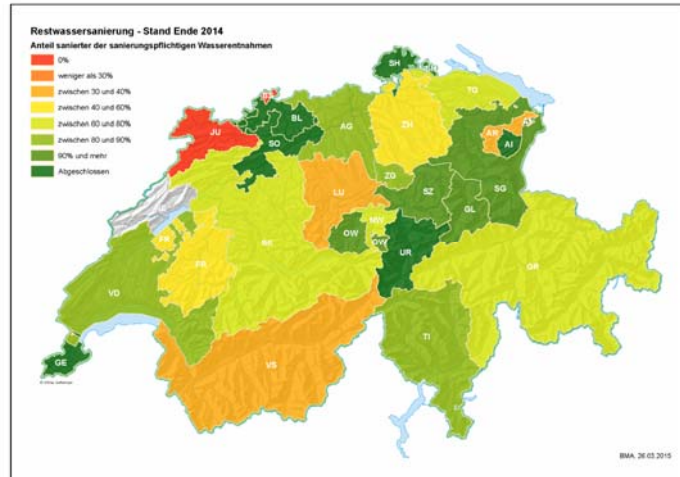 Restwassersanierung - Stand Ende 2014
Anteil sanierter der sanierungspflichtigen Wasserentnahmen
0%
weniger als 30%
zwischen 30 und 40%
zwischen 40 und 60%
zwischen 60 und 80%
zwischen 80 und 90%
90% und mehr
Abgeschlossen
SH
TG
BL
JU
AG
ZH
SO
AR
AI
LU
ZG
SZ
SG
GL
NW
OW
OW
BE
UR
FR
FR
GR
VD
TI
GE
VS
BMA, 26.03.2015